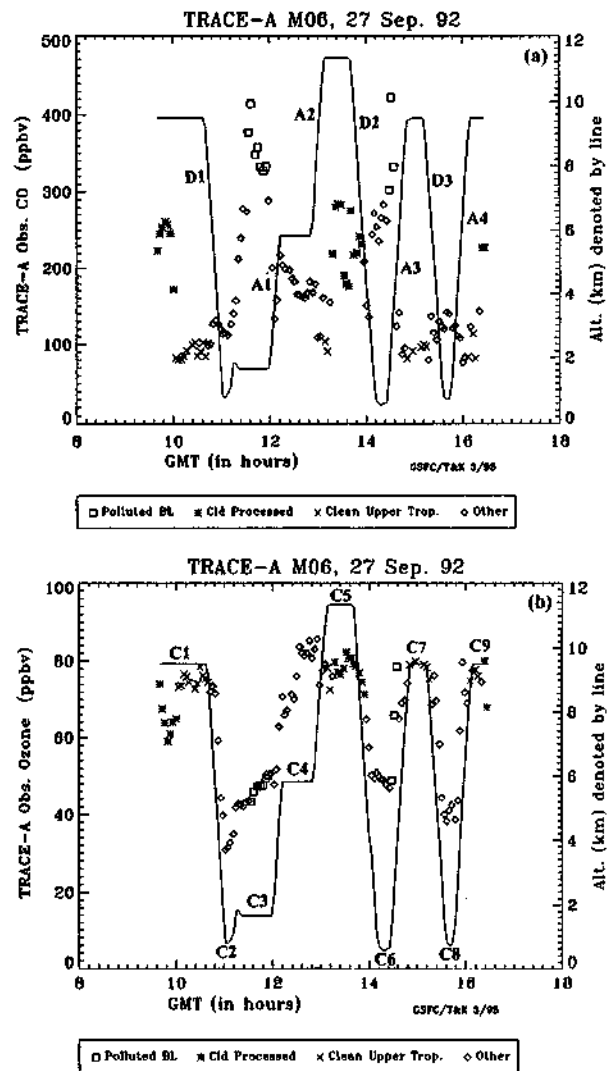 TRACE-A M06, 27 Sep. 92
(a)
TRACE-A Obs. CO (ppbv)
500
400
300
200
100
0
D1
A1
A2
D2
A3
D3
A4
12
10
8
6
4
2
0
Alt. (km) denoted by line
8 10 12 14 16 18
GMT (in hours)
GSFC/TAK 3/95
Polluted BL Cld Processed Clean Upper Trop. Other
TRACE-A M06, 27 Sep. 92
(b)
TRACE-A Obs. Ozone (ppbv)
100
80
60
40
20
0
C1
C2
C3
C4
C5
C6
C7
C8
C9
12
10
8
6
4
2
0
Alt. (km) denoted by line
8 10 12 14 16 18
GMT (in hours)
GSFC/TAK 3/95
Polluted BL Cld Processed Clean Upper Trop. Other